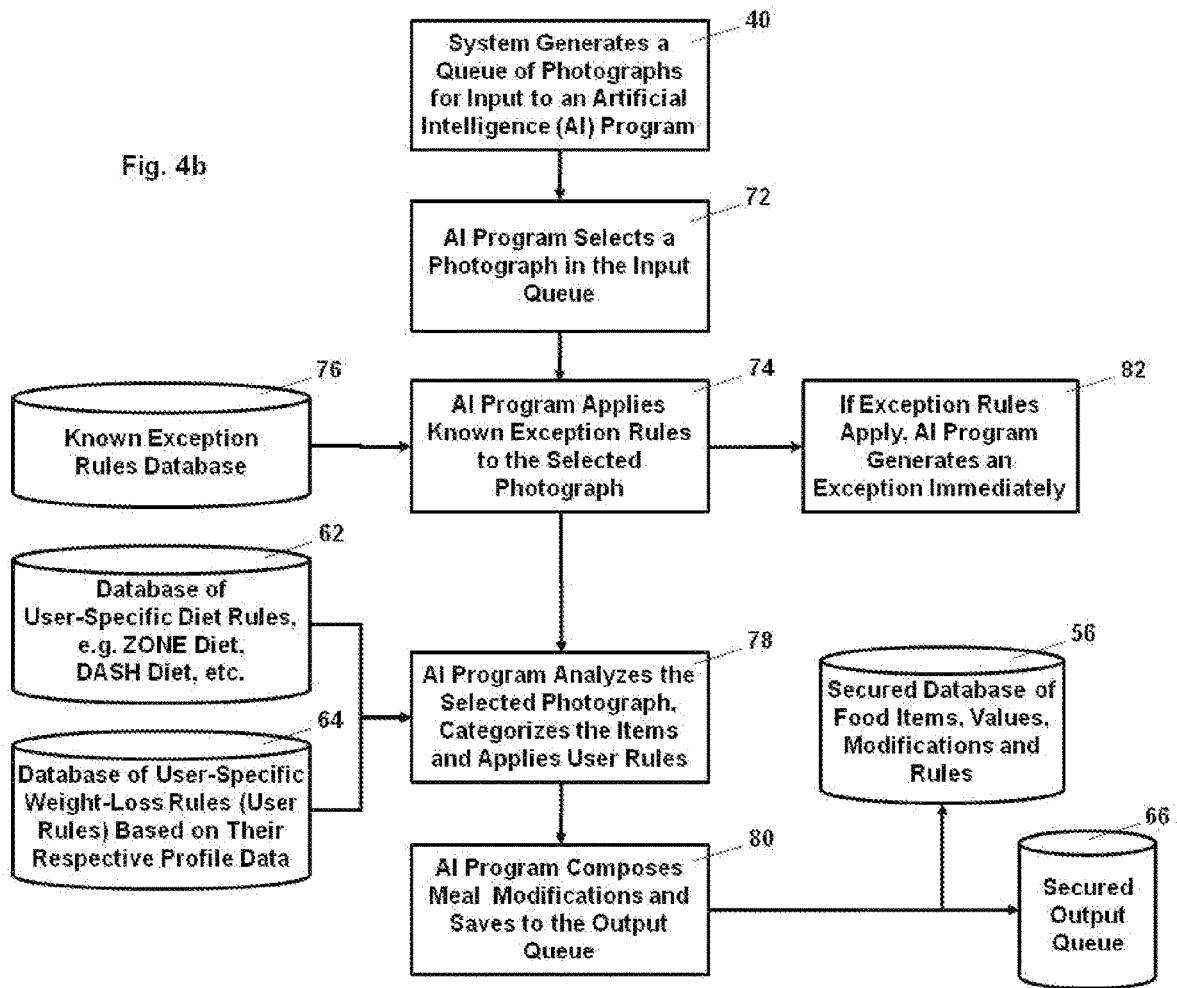 40
System Generates a
Queue of Photographs
for Input to an Artificial
Intelligence (AI) Program
Fig. 4b
72
AI Program Selects a
Photograph in the Input
Queue
76
Known Exception
Rules Database
74
AI Program Applies
Known Exception Rules
to the Selected
Photograph
82
If Exception Rules
Apply, AI Program
Generates an
Exception Immediately
62
Database of
User-Specific Diet Rules,
e.g. ZONE Diet,
DASH Diet, etc.
64
Database of User-Specific
Weight-Loss Rules (User
Rules) Based on Their
Respective Profile Data
78
AI Program Analyzes the
Selected Photograph,
Categorizes the Items
and Applies User Rules
56
Secured Database of
Food Items, Values,
Modifications and
Rules
80
AI Program Composes
Meal Modifications and
Saves to the Output
Queue
66
Secured
Output
Queue